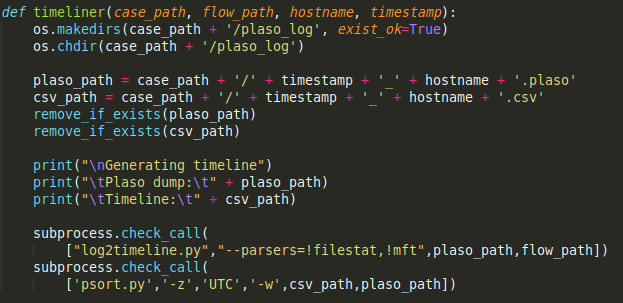 def timeliner(case_path, flow_path, hostname, timestamp):
    os.makedirs(case_path + '/plaso_log', exist_ok=True)
    os.chdir(case_path + '/plaso_log')

    plaso_path = case_path + '/' + timestamp + '_' + hostname + '.plaso'
    csv_path = case_path + '/' + timestamp + '_' + hostname + '.csv'
    remove_if_exists(plaso_path)
    remove_if_exists(csv_path)

    print("\nGenerating timeline")
    print("\tPlaso dump:\t" + plaso_path)
    print("\tTimeline:\t" + csv_path)

    subprocess.check_call(
        ["log2timeline.py","--parsers=!filestat,!mft",plaso_path,flow_path])
    subprocess.check_call(
        ['psort.py','-z','UTC','-w',csv_path,plaso_path])